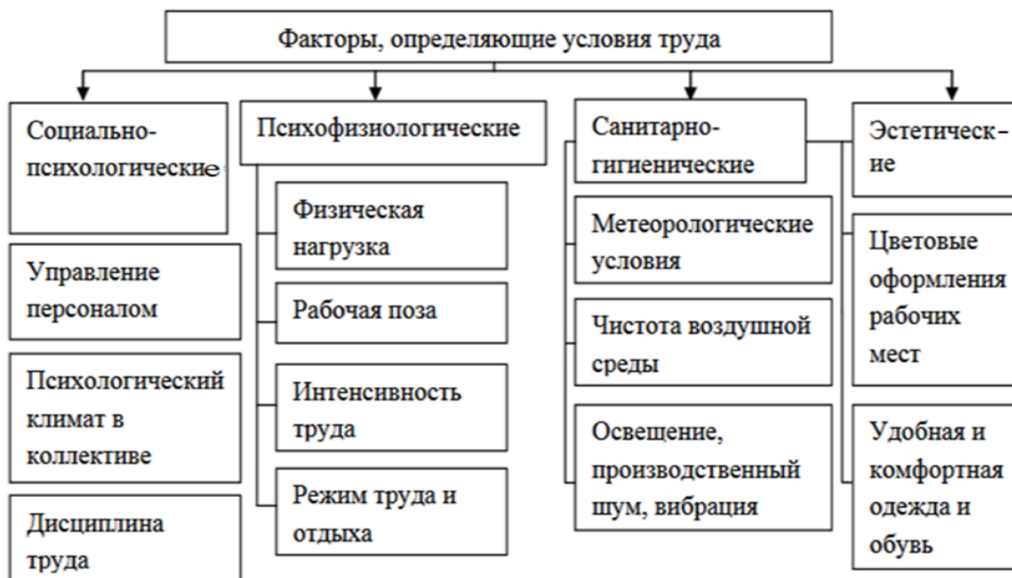 Факторы, определяющие условия труда
Социально-
психологические
Управление
персоналом
Психологический
климат в
коллективе
Дисциплина
труда
Психофизиологические
Физическая
нагрузка
Рабочая поза
Интенсивность
труда
Режим труда и
отдыха
Санитарно-
гигиенические
Метеорологические
условия
Чистота воздушной
среды
Освещение,
производственный
шум, вибрация
Эстетическ-
ие
Цветовые
оформления
рабочих
мест
Удобная и
комфортная
одежда и
обувь